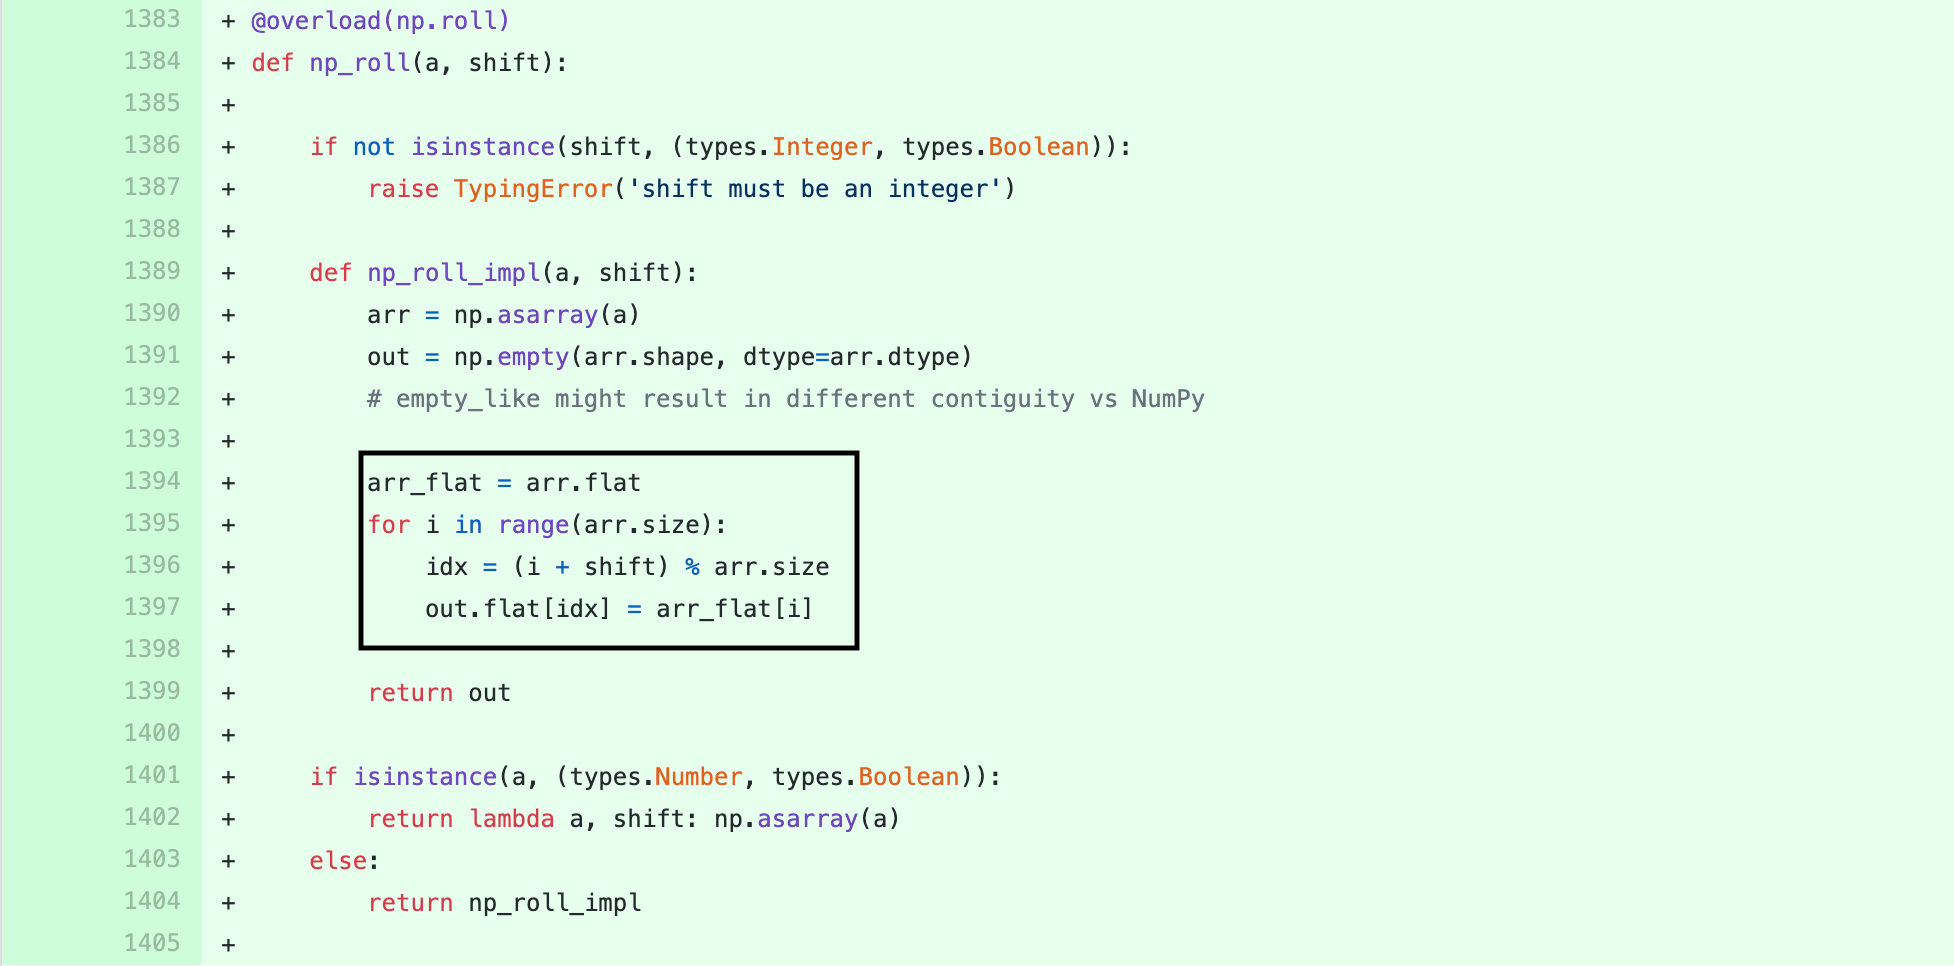 1383 + @overload(np.roll)
1384 + def np_roll(a, shift):
1385 +
1386 +     if not isinstance(shift, (types.Integer, types.Boolean)):
1387 +         raise TypingError('shift must be an integer')
1388 +
1389 +     def np_roll_impl(a, shift):
1390 +         arr = np.asarray(a)
1391 +         out = np.empty(arr.shape, dtype=arr.dtype)
1392 +         # empty_like might result in different contiguity vs NumPy
1393 +
1394 +         arr_flat = arr.flat
1395 +         for i in range(arr.size):
1396 +             idx = (i + shift) % arr.size
1397 +             out.flat[idx] = arr_flat[i]
1398 +
1399 +         return out
1400 +
1401 +     if isinstance(a, (types.Number, types.Boolean)):
1402 +         return lambda a, shift: np.asarray(a)
1403 +     else:
1404 +         return np_roll_impl
1405 +